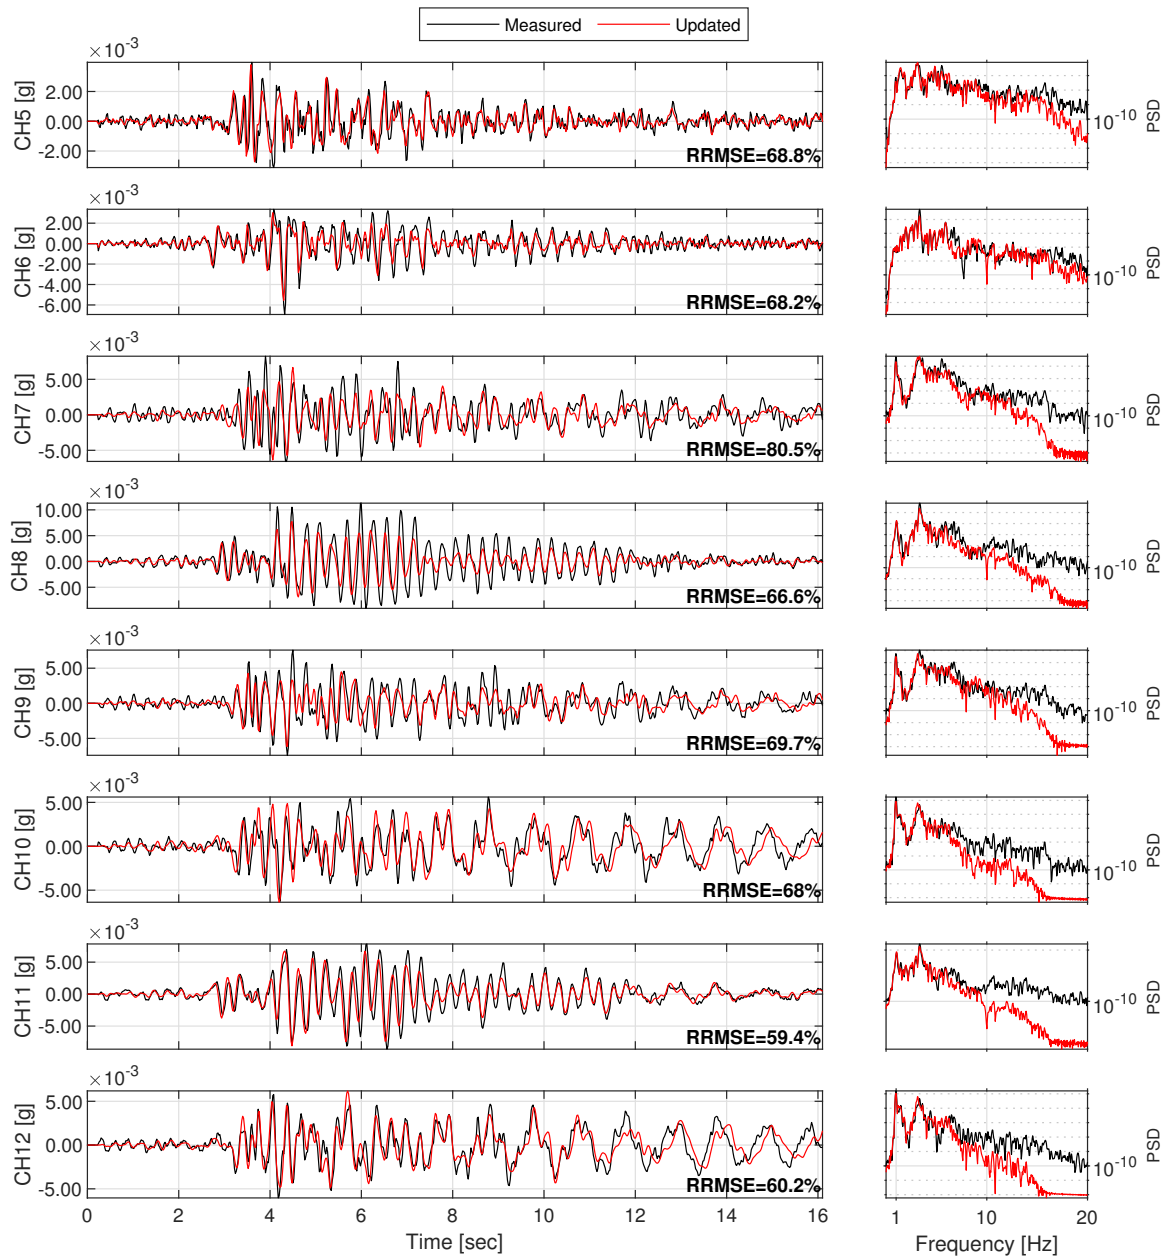 Measured Updated
×10⁻³
CH5 [g]
2.00
0.00
-2.00
RRMSE=68.8%
10⁻¹⁰
PSD
×10⁻³
CH6 [g]
2.00
0.00
-2.00
-4.00
-6.00
RRMSE=68.2%
10⁻¹⁰
PSD
×10⁻³
CH7 [g]
5.00
0.00
-5.00
RRMSE=80.5%
10⁻¹⁰
PSD
×10⁻³
CH8 [g]
10.00
5.00
0.00
-5.00
RRMSE=66.6%
10⁻¹⁰
PSD
×10⁻³
CH9 [g]
5.00
0.00
-5.00
RRMSE=69.7%
10⁻¹⁰
PSD
×10⁻³
CH10 [g]
5.00
0.00
-5.00
RRMSE=68%
10⁻¹⁰
PSD
×10⁻³
CH11 [g]
5.00
0.00
-5.00
RRMSE=59.4%
10⁻¹⁰
PSD
×10⁻³
CH12 [g]
5.00
0.00
-5.00
RRMSE=60.2%
10⁻¹⁰
PSD
0 2 4 6 8 10 12 14 16
Time [sec]
1 10 20
Frequency [Hz]